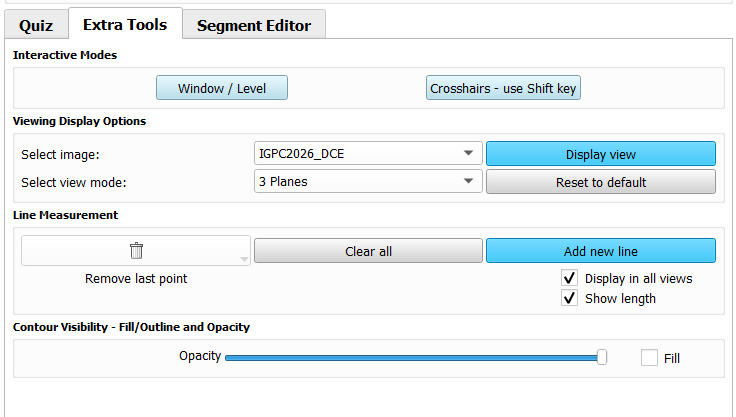 Quiz Extra Tools Segment Editor
Interactive Modes
Window / Level Crosshairs - use Shift key
Viewing Display Options
Select image: IGPC2026_DCE Display view
Select view mode: 3 Planes Reset to default
Line Measurement
Clear all Add new line
Remove last point Display in all views
Show length
Contour Visibility - Fill/Outline and Opacity
Opacity Fill